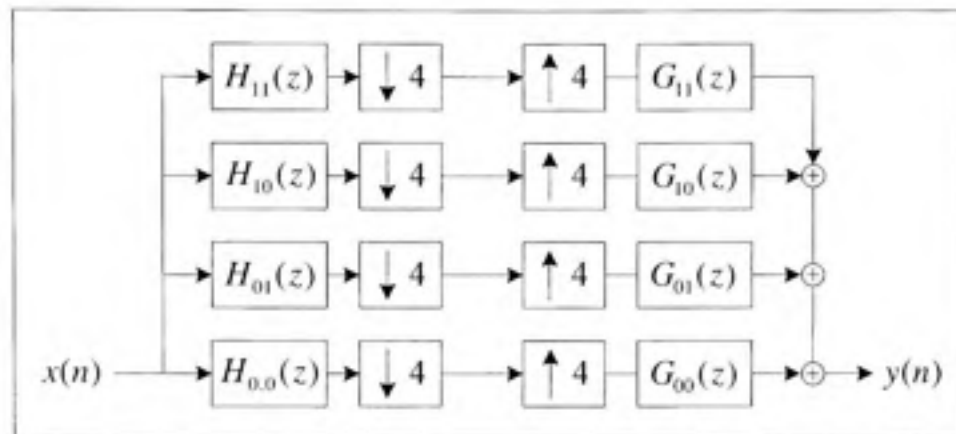 H₁₁(z) ↓ 4 ↑ 4 G₁₁(z)
H₁₀(z) ↓ 4 ↑ 4 G₁₀(z) +
H₀₁(z) ↓ 4 ↑ 4 G₀₁(z) +
x(n) H₀.₀(z) ↓ 4 ↑ 4 G₀₀(z) + y(n)